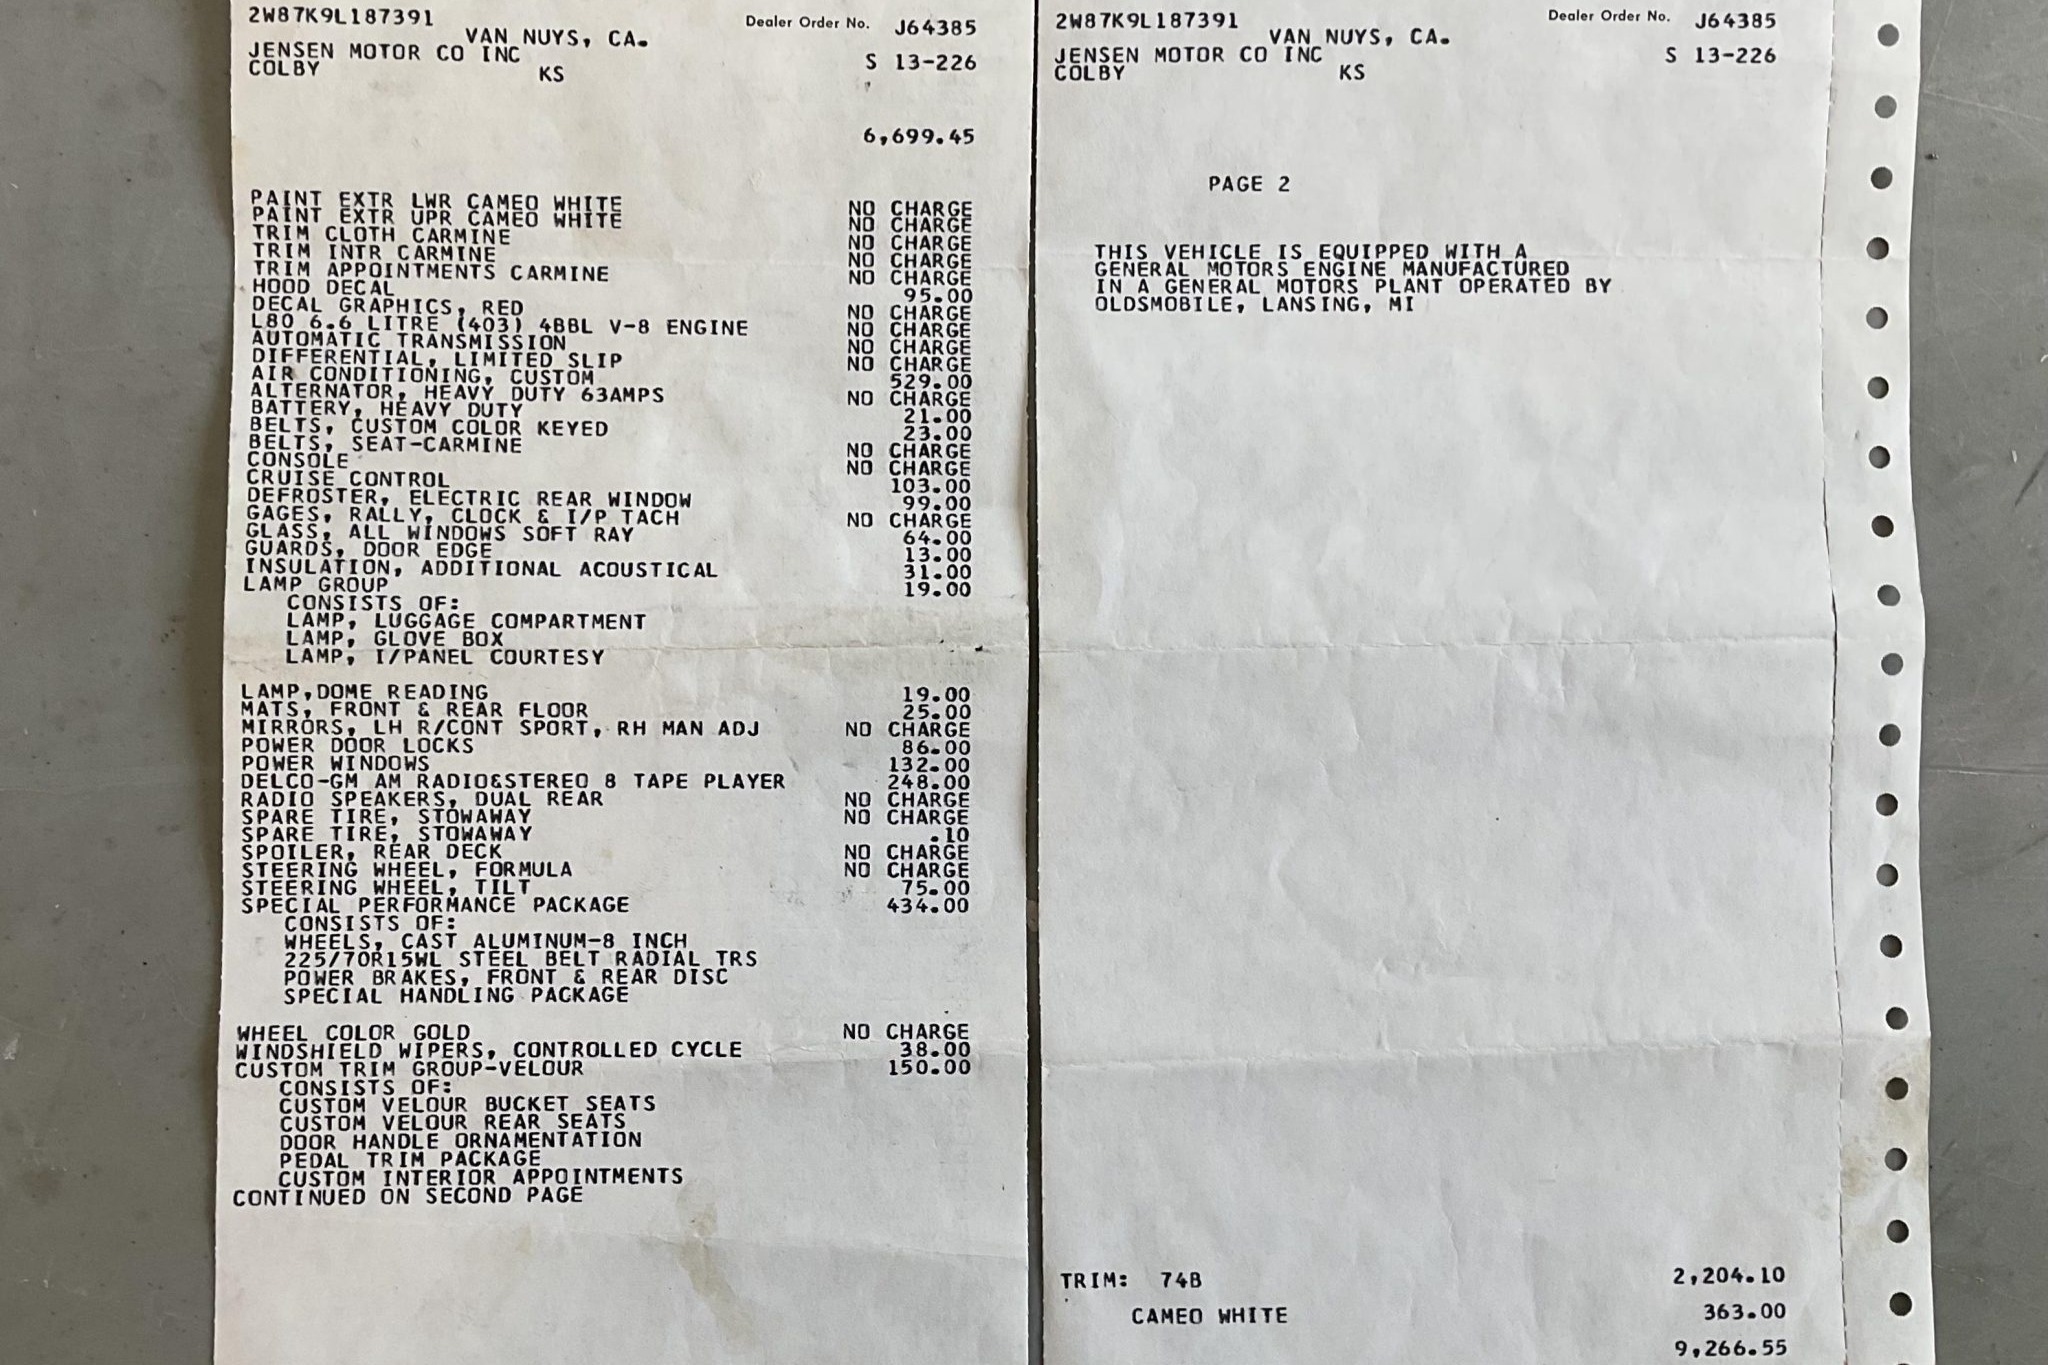 2W87K9L187391
Dealer Order No. J64385
VAN NUYS, CA.
JENSEN MOTOR CO INC
S 13-226
COLBY KS
6,699.45
PAINT EXTR LWR CAMEO WHITE NO CHARGE
PAINT EXTR UPR CAMEO WHITE NO CHARGE
TRIM CLOTH CARMINE NO CHARGE
TRIM INTR CARMINE NO CHARGE
TRIM APPOINTMENTS CARMINE NO CHARGE
HOOD DECAL 95.00
DECAL GRAPHICS, RED NO CHARGE
L80 6.6 LITRE (403) 4BBL V-8 ENGINE NO CHARGE
AUTOMATIC TRANSMISSION NO CHARGE
DIFFERENTIAL, LIMITED SLIP NO CHARGE
AIR CONDITIONING, CUSTOM 529.00
ALTERNATOR, HEAVY DUTY 63AMPS NO CHARGE
BATTERY, HEAVY DUTY 21.00
BELTS, CUSTOM COLOR KEYED 23.00
BELTS, SEAT-CARMINE NO CHARGE
CONSOLE NO CHARGE
CRUISE CONTROL 103.00
DEFROSTER, ELECTRIC REAR WINDOW 99.00
GAGES, RALLY, CLOCK & I/P TACH NO CHARGE
GLASS, ALL WINDOWS SOFT RAY 64.00
GUARDS, DOOR EDGE 13.00
INSULATION, ADDITIONAL ACOUSTICAL 31.00
LAMP GROUP 19.00
CONSISTS OF:
LAMP, LUGGAGE COMPARTMENT
LAMP, GLOVE BOX
LAMP, I/PANEL COURTESY
LAMP,DOME READING 19.00
MATS, FRONT & REAR FLOOR 25.00
MIRRORS, LH R/CONT SPORT, RH MAN ADJ NO CHARGE
POWER DOOR LOCKS 86.00
POWER WINDOWS 132.00
DELCO-GM AM RADIO&STEREO 8 TAPE PLAYER 248.00
RADIO SPEAKERS, DUAL REAR NO CHARGE
SPARE TIRE, STOWAWAY NO CHARGE
SPARE TIRE, STOWAWAY .10
SPOILER, REAR DECK NO CHARGE
STEERING WHEEL, FORMULA NO CHARGE
STEERING WHEEL, TILT 75.00
SPECIAL PERFORMANCE PACKAGE 434.00
CONSISTS OF:
WHEELS, CAST ALUMINUM-8 INCH
225/70R15WL STEEL BELT RADIAL TRS
POWER BRAKES, FRONT & REAR DISC
SPECIAL HANDLING PACKAGE
WHEEL COLOR GOLD NO CHARGE
WINDSHIELD WIPERS, CONTROLLED CYCLE 38.00
CUSTOM TRIM GROUP-VELOUR 150.00
CONSISTS OF:
CUSTOM VELOUR BUCKET SEATS
CUSTOM VELOUR REAR SEATS
DOOR HANDLE ORNAMENTATION
PEDAL TRIM PACKAGE
CUSTOM INTERIOR APPOINTMENTS
CONTINUED ON SECOND PAGE
2W87K9L187391
Dealer Order No. J64385
VAN NUYS, CA.
JENSEN MOTOR CO INC
S 13-226
COLBY KS
PAGE 2
THIS VEHICLE IS EQUIPPED WITH A
GENERAL MOTORS ENGINE MANUFACTURED
IN A GENERAL MOTORS PLANT OPERATED BY
OLDSMOBILE, LANSING, MI
TRIM: 74B 2,204.10
CAMEO WHITE 363.00
9,266.55